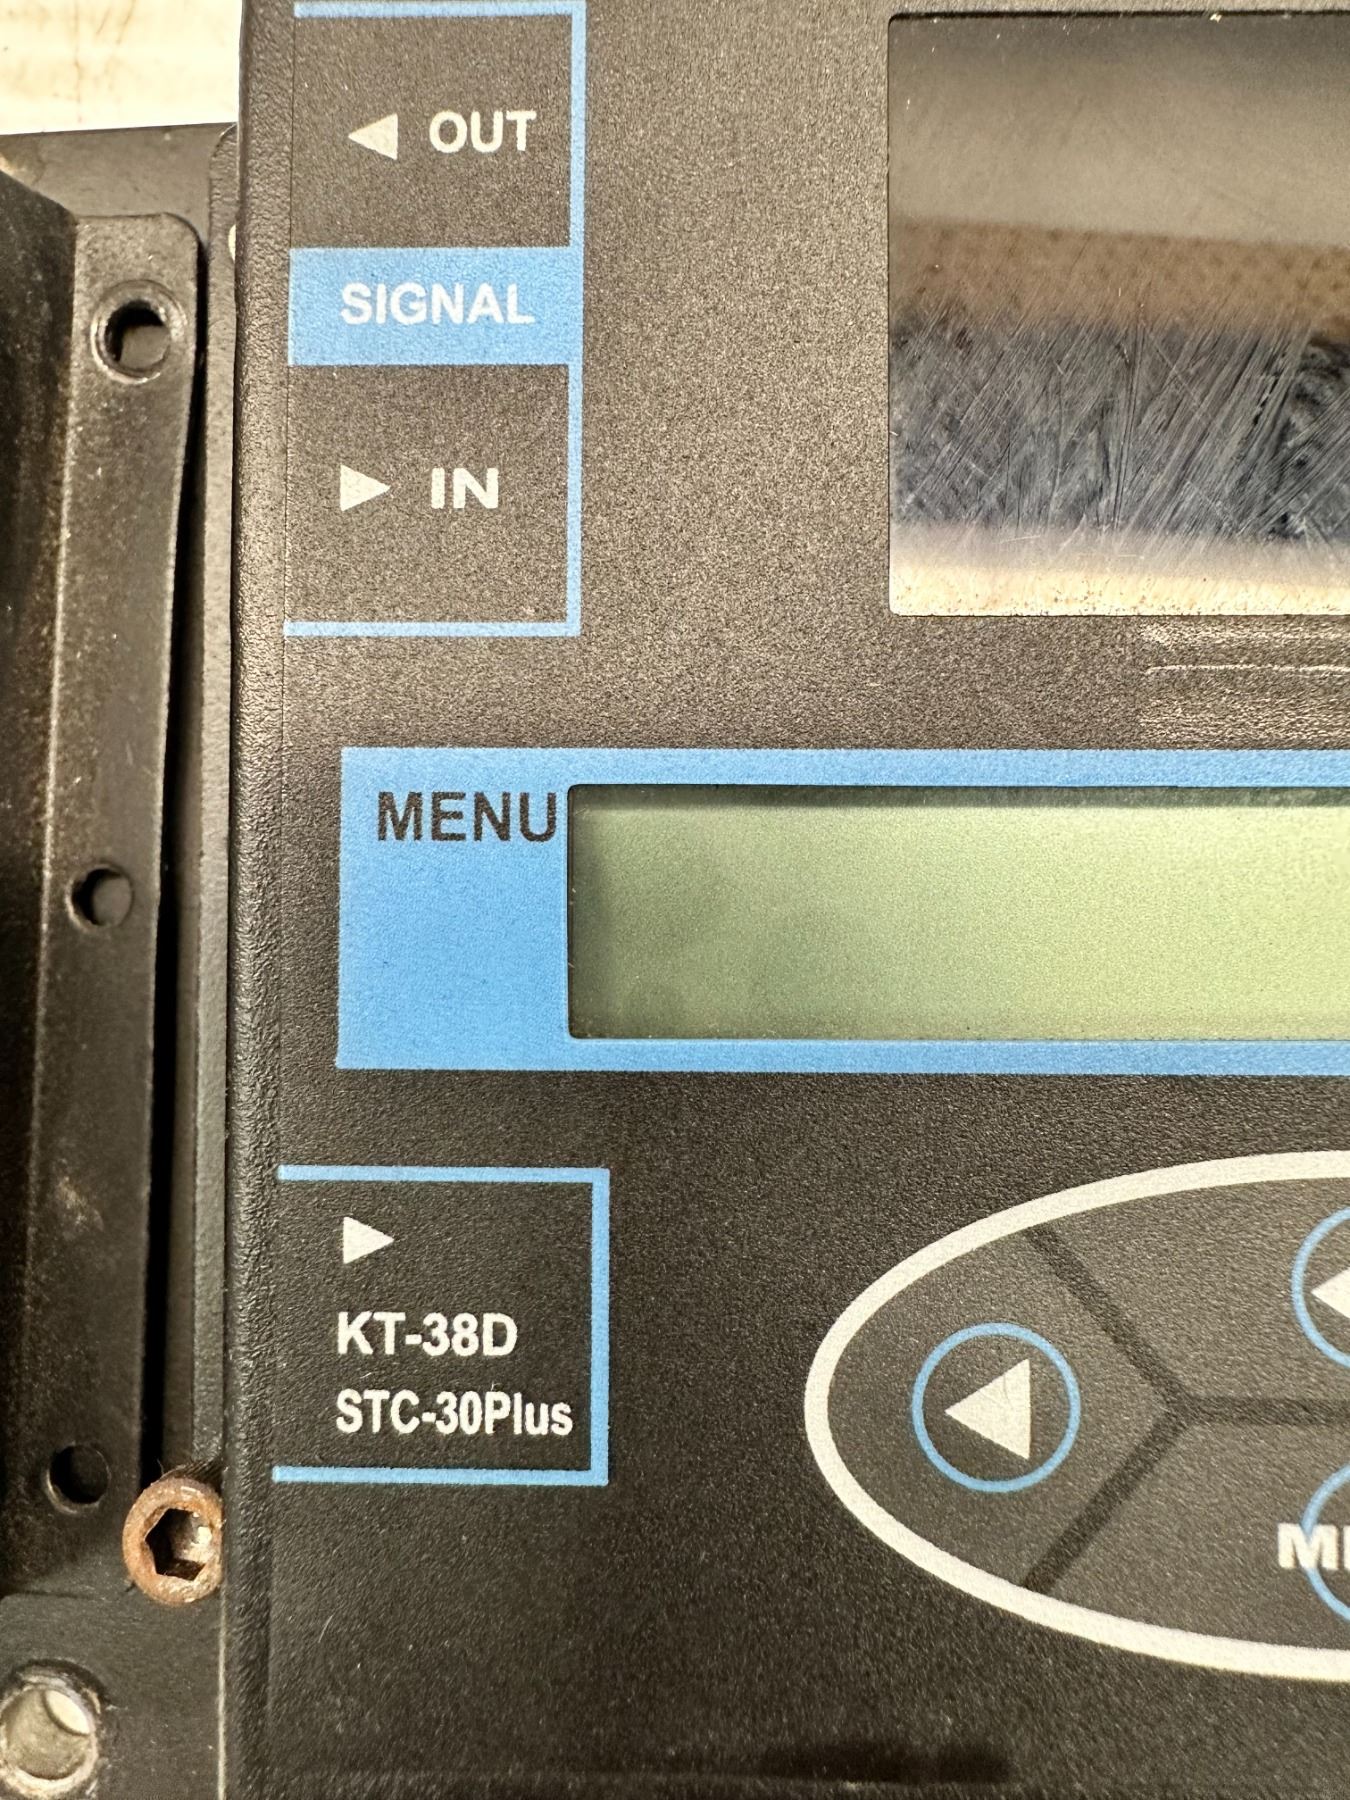 OUT
SIGNAL
IN
MENU
KT-38D
STC-30Plus